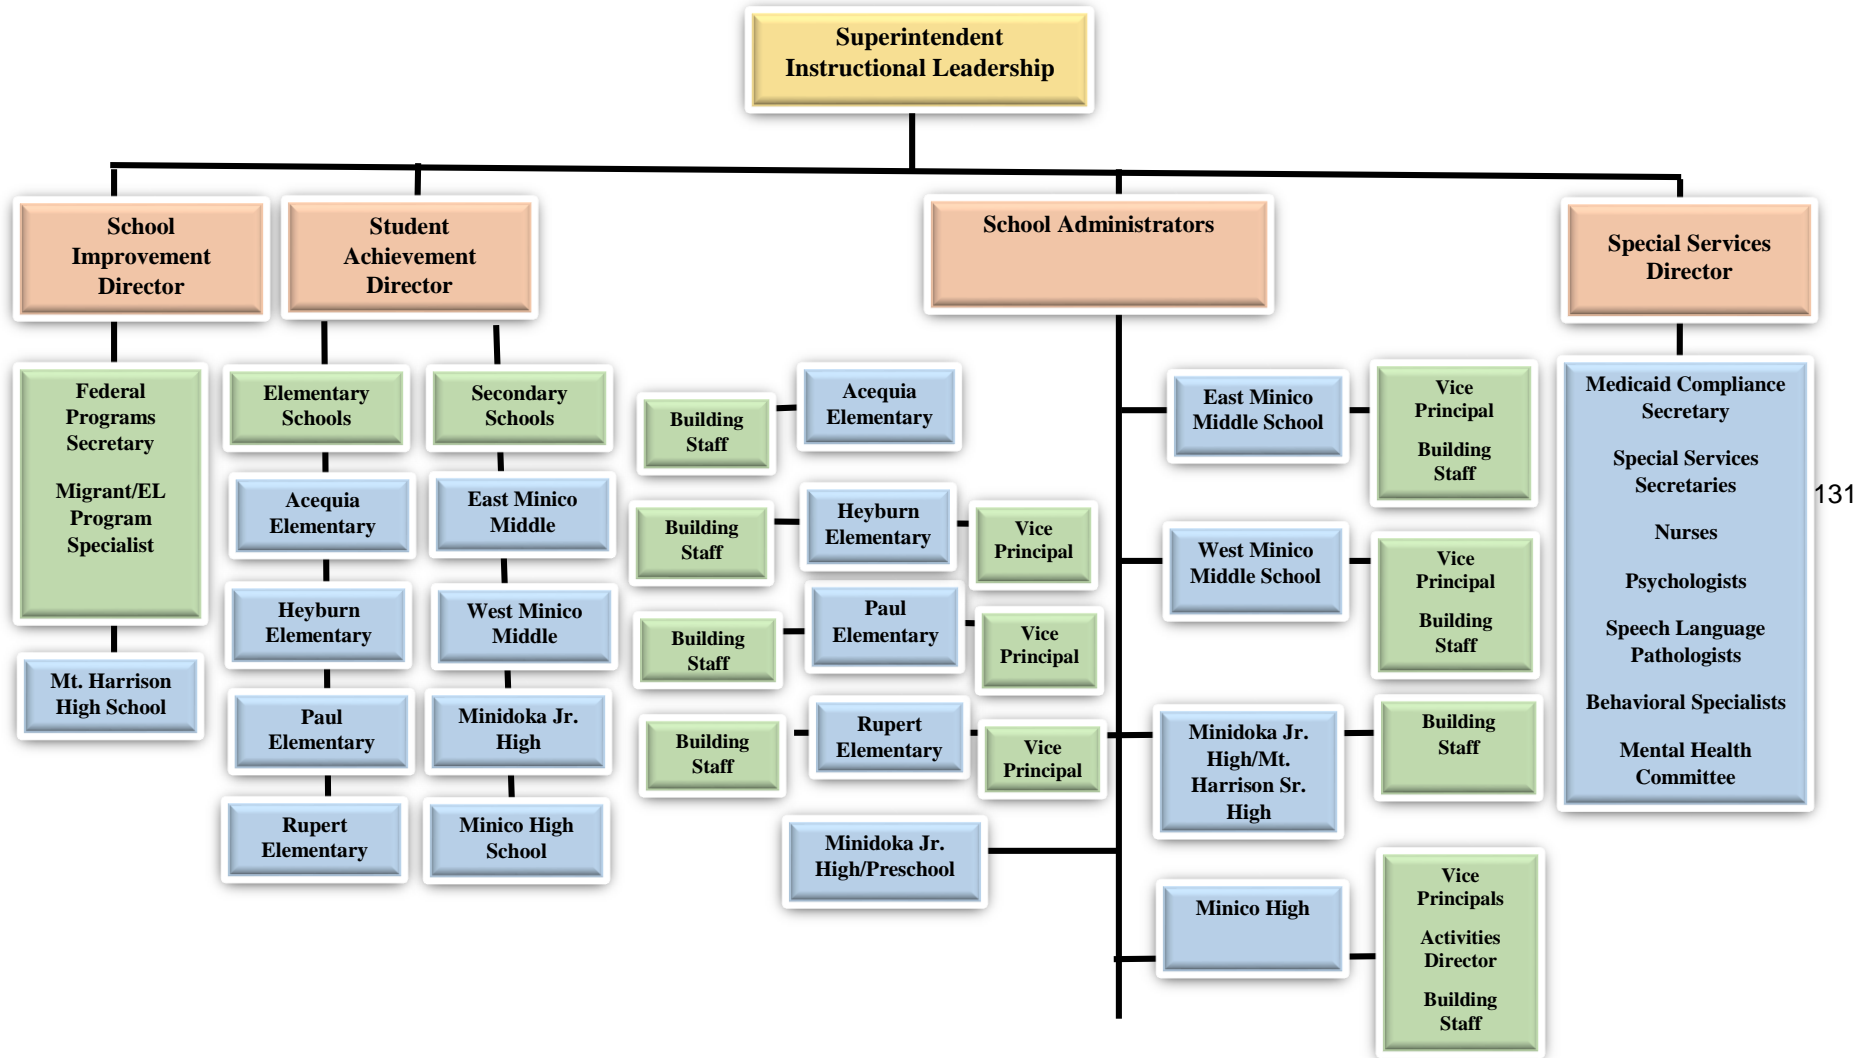 Superintendent
Instructional Leadership
School
Improvement
Director
Student
Achievement
Director
School Administrators
Special Services
Director
Federal
Programs
Secretary
Migrant/EL
Program
Specialist
Mt. Harrison
High School
Elementary
Schools
Acequia
Elementary
Heyburn
Elementary
Paul
Elementary
Rupert
Elementary
Secondary
Schools
East Minico
Middle
West Minico
Middle
Minidoka Jr.
High
Minico High
School
Building
Staff
Acequia
Elementary
Building
Staff
Heyburn
Elementary
Vice
Principal
Building
Staff
Paul
Elementary
Vice
Principal
Building
Staff
Rupert
Elementary
Vice
Principal
Minidoka Jr.
High/Preschool
East Minico
Middle School
Vice
Principal
Building
Staff
West Minico
Middle School
Vice
Principal
Building
Staff
Minidoka Jr.
High/Mt.
Harrison Sr.
High
Building
Staff
Minico High
Vice
Principals
Activities
Director
Building
Staff
Medicaid Compliance
Secretary
Special Services
Secretaries
Nurses
Psychologists
Speech Language
Pathologists
Behavioral Specialists
Mental Health
Committee
131